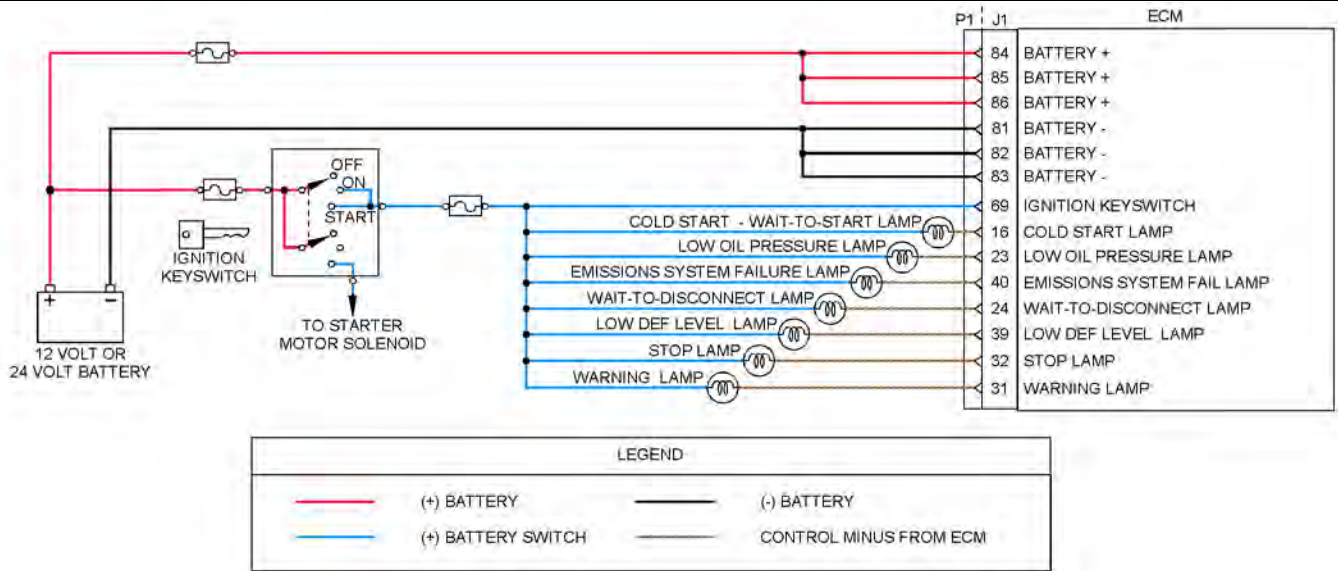 P1 J1 ECM
84 BATTERY +
85 BATTERY +
86 BATTERY +
81 BATTERY -
82 BATTERY -
83 BATTERY -
OFF
ON
START
IGNITION
KEYSWITCH
TO STARTER
MOTOR SOLENOID
+ −
12 VOLT OR
24 VOLT BATTERY
69 IGNITION KEYSWITCH
COLD START - WAIT-TO-START LAMP 16 COLD START LAMP
LOW OIL PRESSURE LAMP 23 LOW OIL PRESSURE LAMP
EMISSIONS SYSTEM FAILURE LAMP 40 EMISSIONS SYSTEM FAIL LAMP
WAIT-TO-DISCONNECT LAMP 24 WAIT-TO-DISCONNECT LAMP
LOW DEF LEVEL LAMP 39 LOW DEF LEVEL LAMP
STOP LAMP 32 STOP LAMP
WARNING LAMP 31 WARNING LAMP
LEGEND
(+) BATTERY (-) BATTERY
(+) BATTERY SWITCH CONTROL MINUS FROM ECM